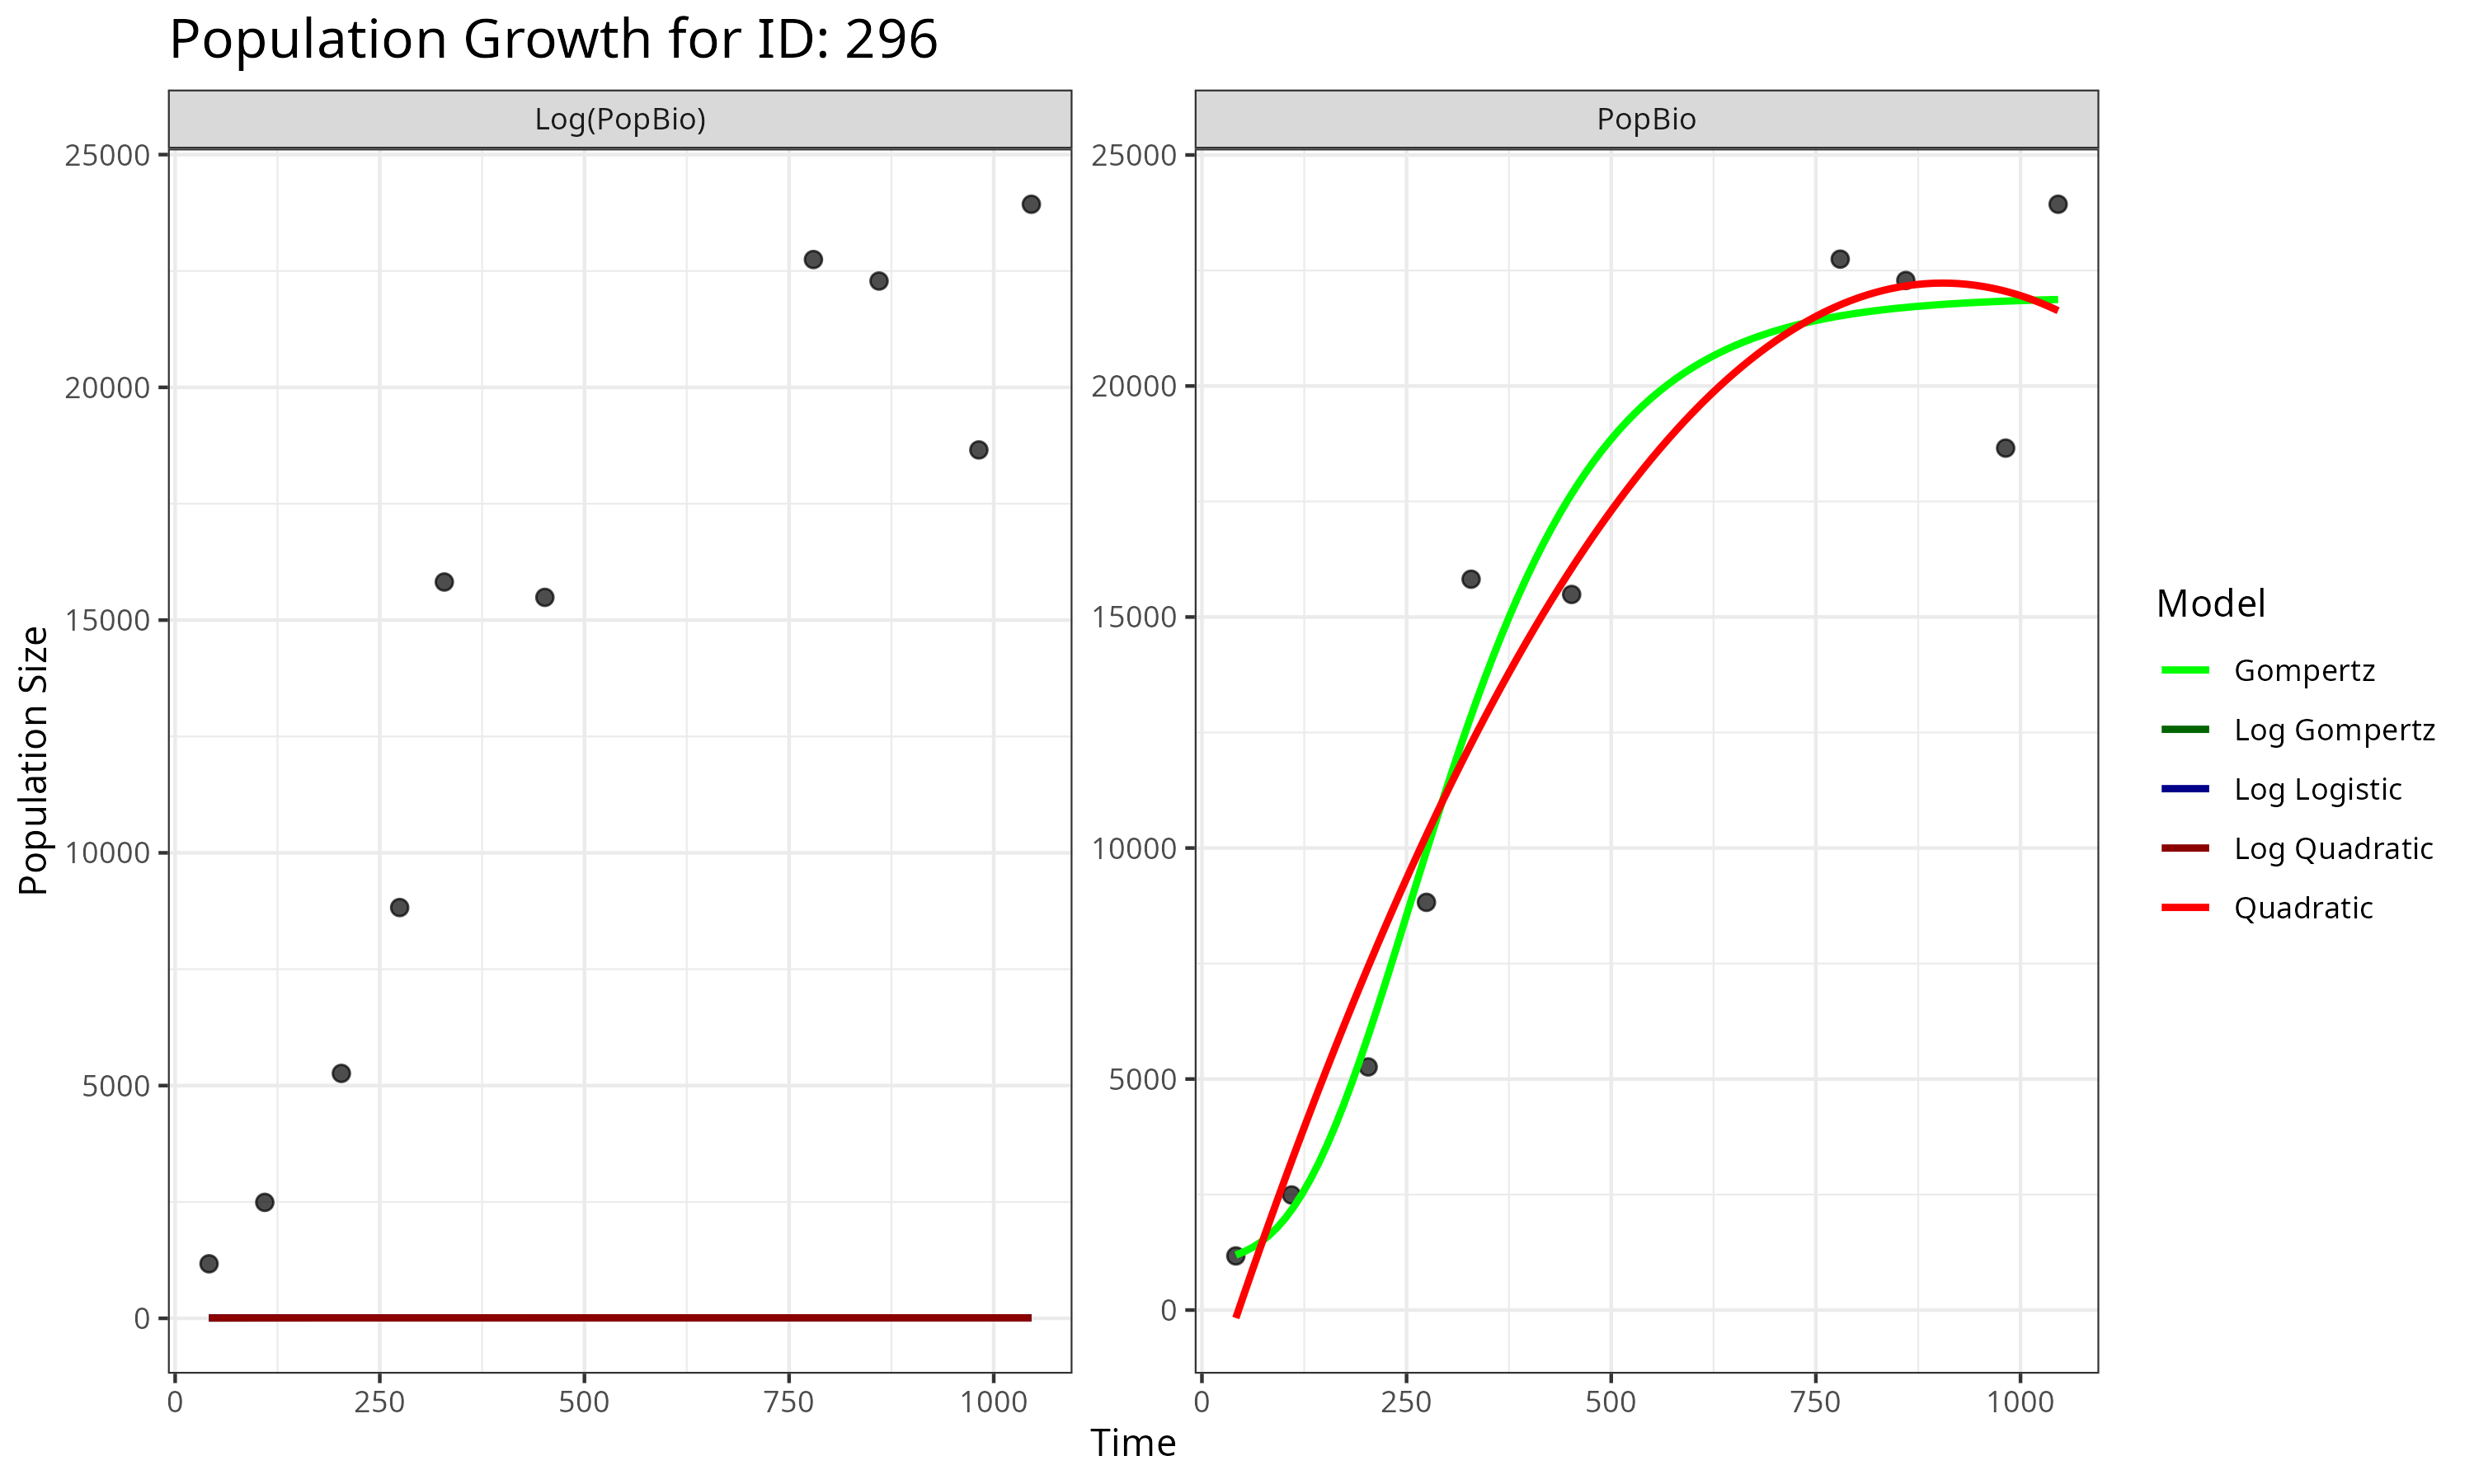 Population Growth for ID: 296
Log(PopBio)
PopBio
Population Size
25000
20000
15000
10000
5000
0
0
250
500
750
1000
25000
20000
15000
10000
5000
0
0
250
500
750
1000
Time
Model
Gompertz
Log Gompertz
Log Logistic
Log Quadratic
Quadratic